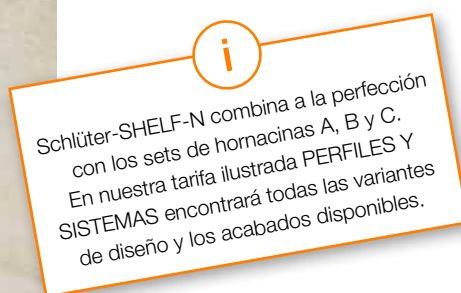 i
Schlüter-SHELF-N combina a la perfección
con los sets de hornacinas A, B y C.
En nuestra tarifa ilustrada PERFILES Y
SISTEMAS encontrará todas las variantes
de diseño y los acabados disponibles.